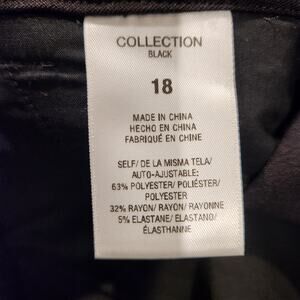 COLLECTION
BLACK
18
MADE IN CHINA
HECHO EN CHINA
FABRIQUÉ EN CHINE
SELF/ DE LA MISMA TELA/
AUTO-AJUSTABLE:
63% POLYESTER/ POLIÉSTER/
POLYESTER
32% RAYON/ RAYON/ RAYONNE
5% ELASTANE/ ELASTANO/
ÉLASTHANNE